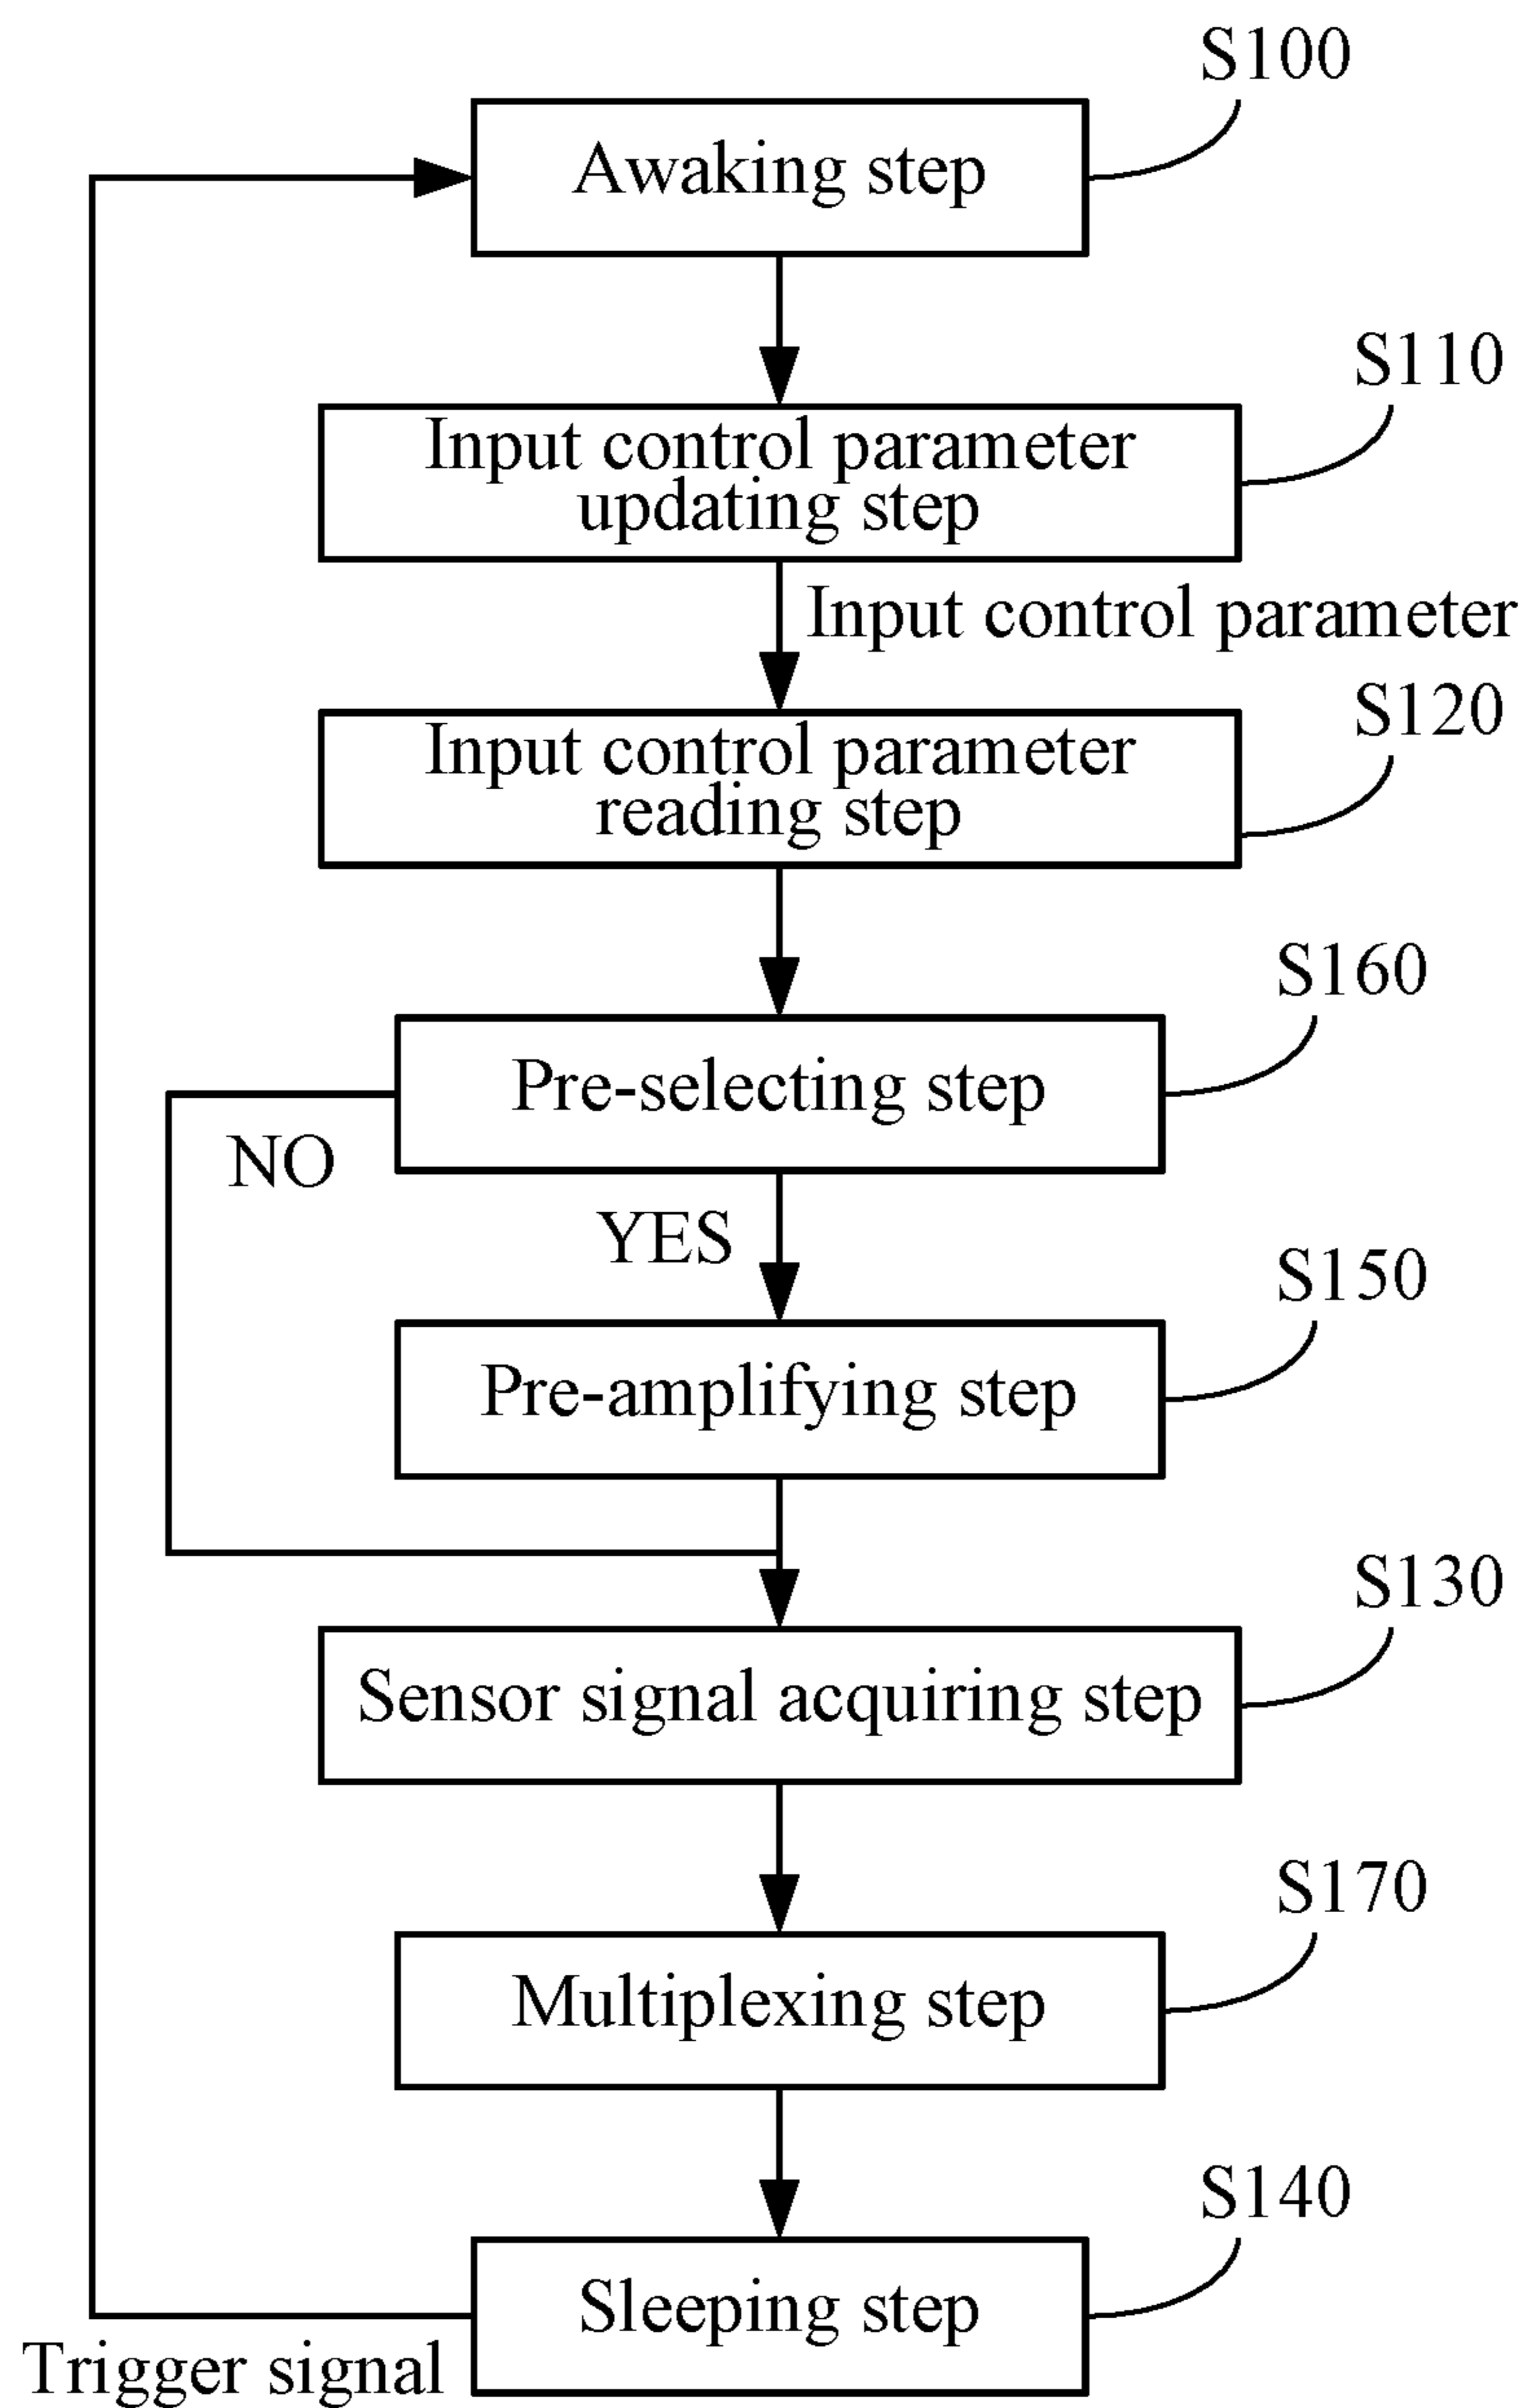 S100
Awaking step
S110
Input control parameter
updating step
Input control parameter
S120
Input control parameter
reading step
S160
Pre-selecting step
NO
YES
S150
Pre-amplifying step
S130
Sensor signal acquiring step
S170
Multiplexing step
S140
Sleeping step
Trigger signal